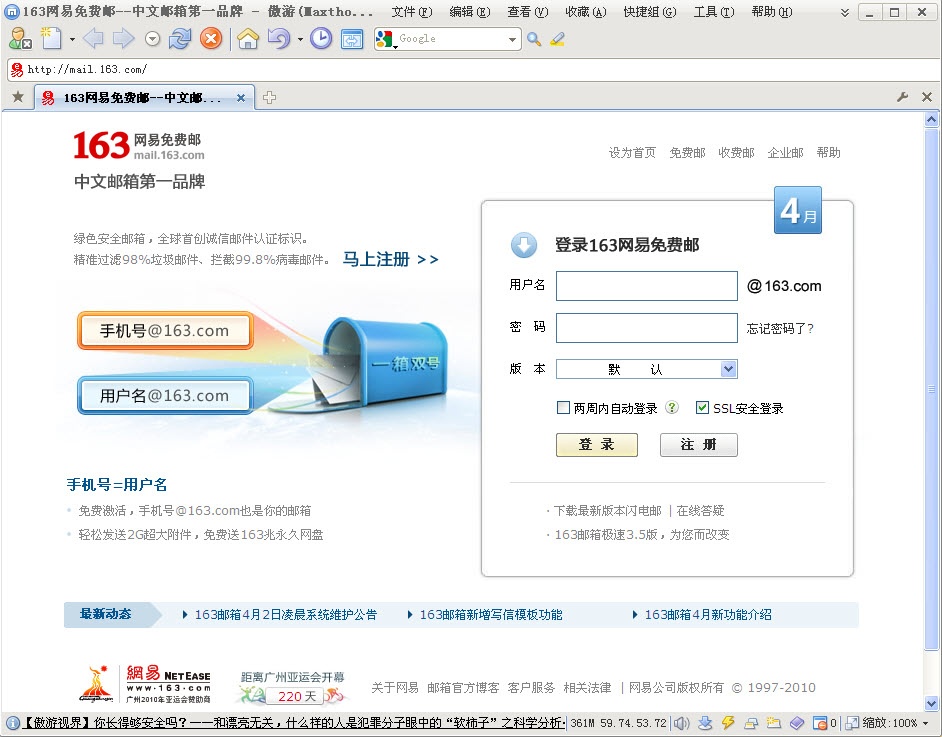 163网易免费邮--中文邮箱第一品牌 - 傲游(Maxtho... 文件(F) 编辑(E) 查看(V) 收藏(A) 快捷组(G) 工具(T) 帮助(H)
Google
http://mail.163.com/
163网易免费邮--中文邮...
163 网易免费邮
mail.163.com
中文邮箱第一品牌
设为首页 免费邮 收费邮 企业邮 帮助
4月
绿色安全邮箱，全球首创诚信邮件认证标识。
精准过滤98%垃圾邮件、拦截99.8%病毒邮件。 马上注册 >>
手机号@163.com
用户名@163.com
一箱双号
手机号=用户名
免费激活，手机号@163.com也是你的邮箱
轻松发送2G超大附件，免费送163兆永久网盘
登录163网易免费邮
用户名 @163.com
密 码 忘记密码了?
版 本 默 认
两周内自动登录 ? SSL安全登录
登 录 注 册
· 下载最新版本闪电邮 | 在线答疑
· 163邮箱极速3.5版，为您而改变
最新动态 163邮箱4月2日凌晨系统维护公告 163邮箱新增写信模板功能 163邮箱4月新功能介绍
網易 NETEASE
www.163.com
广州2010年亚运会赞助商
距离广州亚运会开幕
220 天
关于网易 邮箱官方博客 客户服务 相关法律 | 网易公司版权所有 © 1997-2010
【傲游视界】你长得够安全吗？——和漂亮无关，什么样的人是犯罪分子眼中的“软柿子”之科学分析· 361M 59.74.53.72 0 缩放:100%